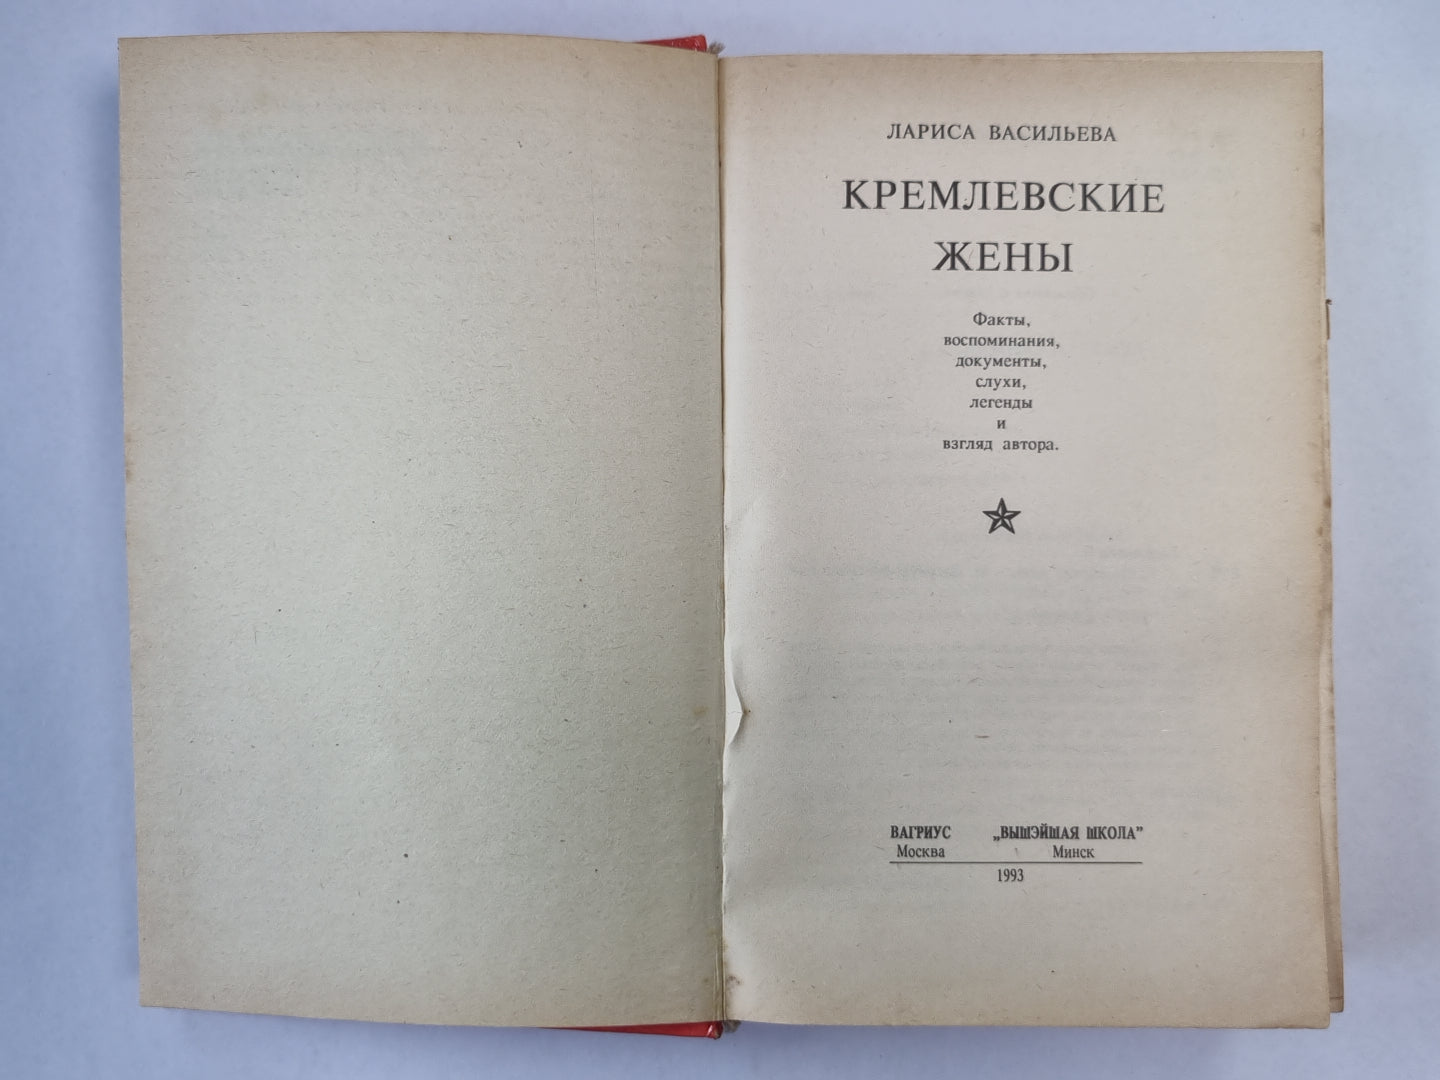 ЛАРИСА ВАСИЛЬЕВА
КРЕМЛЕВСКИЕ
ЖЕНЫ
Факты,
воспоминания,
документы,
слухи,
легенды
и
взгляд автора.
ВАГРИУС „ВЫШЭЙШАЯ ШКОЛА”
Москва Минск
1993